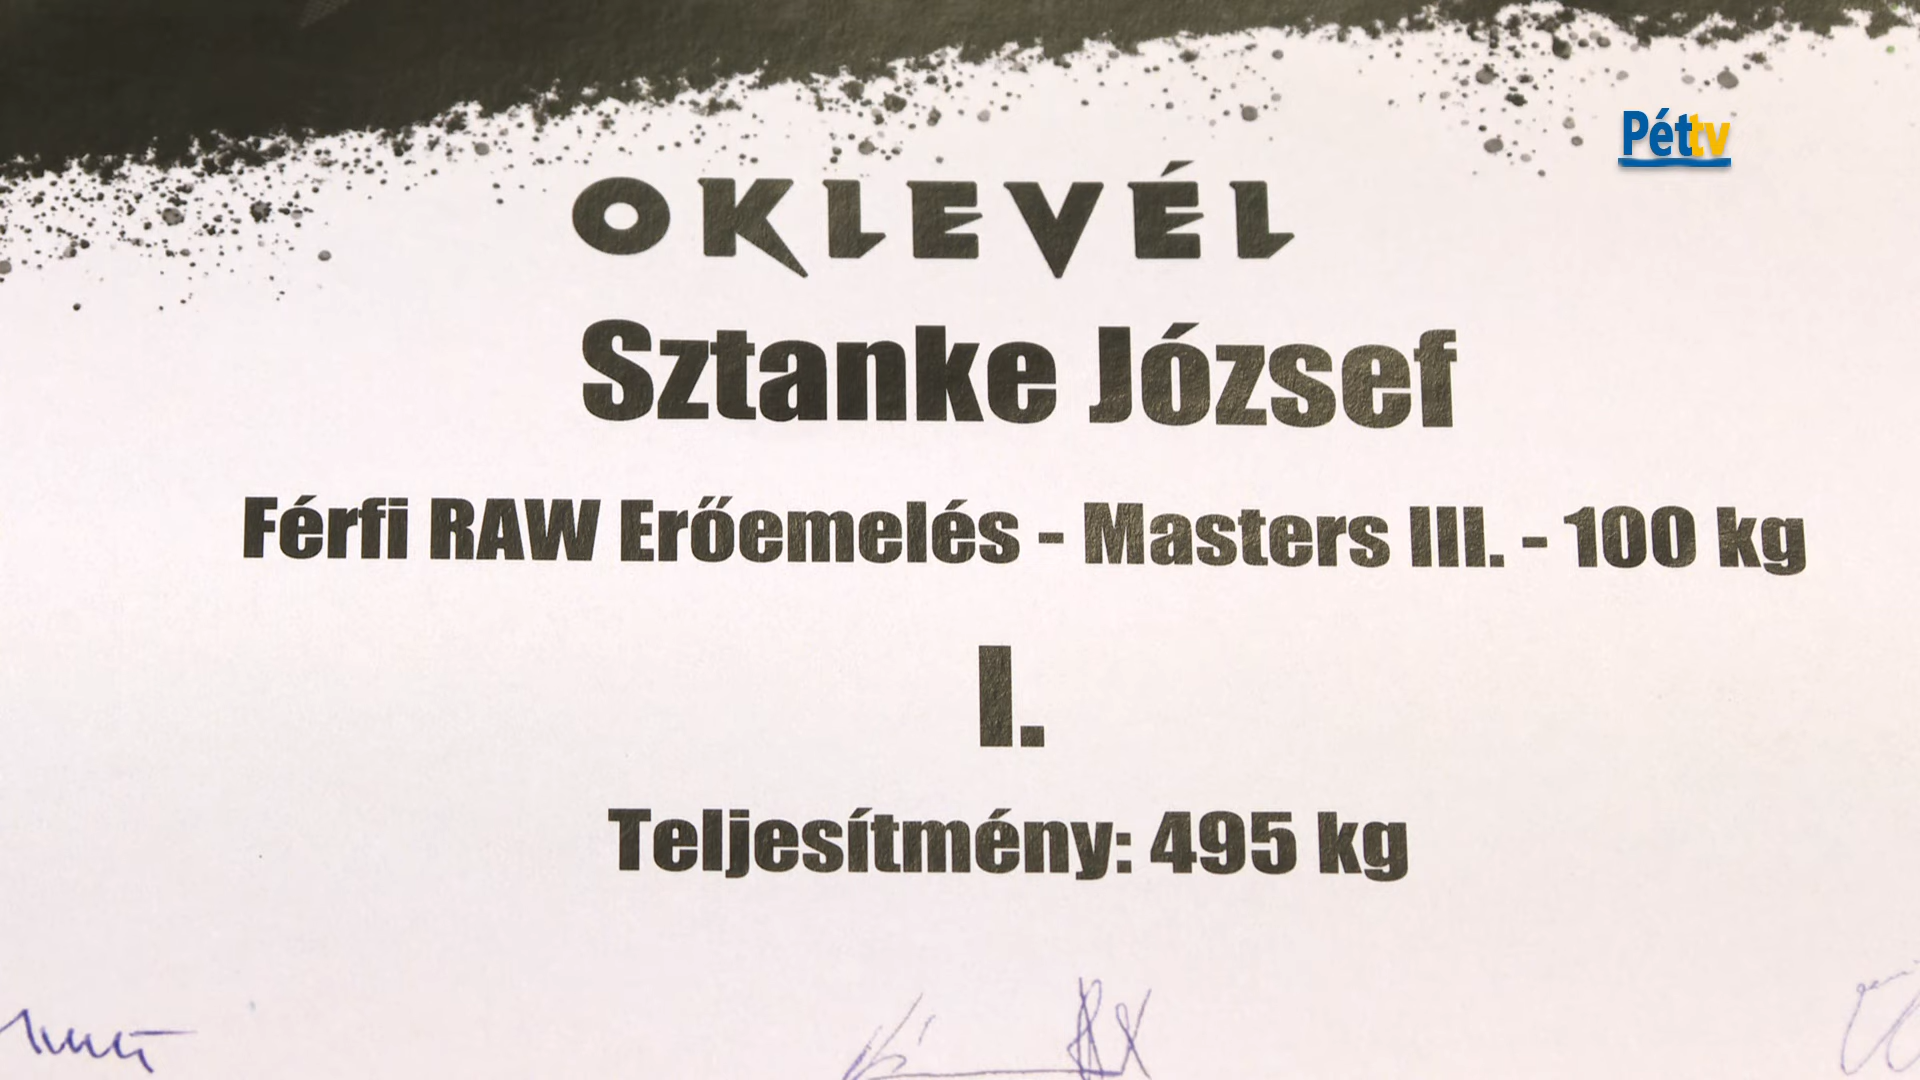 Péttv
OKLEVÉL
Sztanke József
Férfi RAW Erőemelés - Masters III. - 100 kg
I.
Teljesítmény: 495 kg